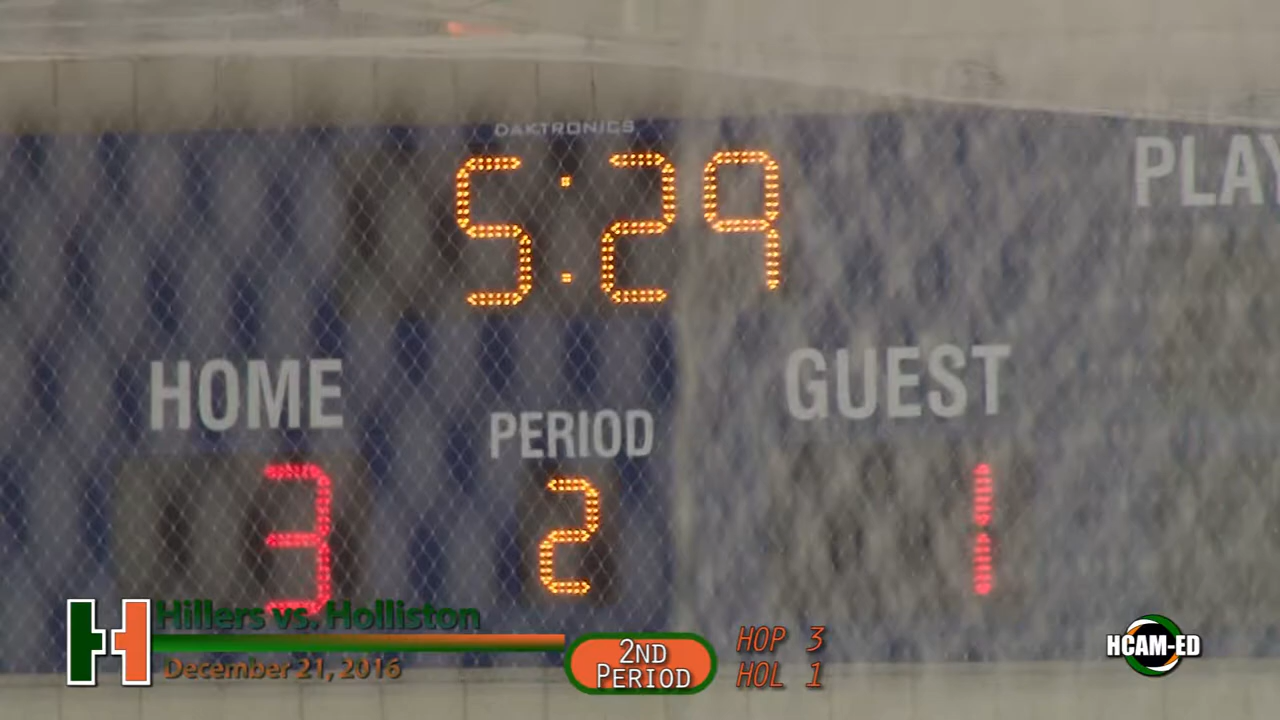 DAKTRONICS
5:29
PLAY
HOME
GUEST
PERIOD
3
2
1
Hillers vs. Holliston
December 21, 2016
2ND
PERIOD
HOP 3
HOL 1
HCAM-ED